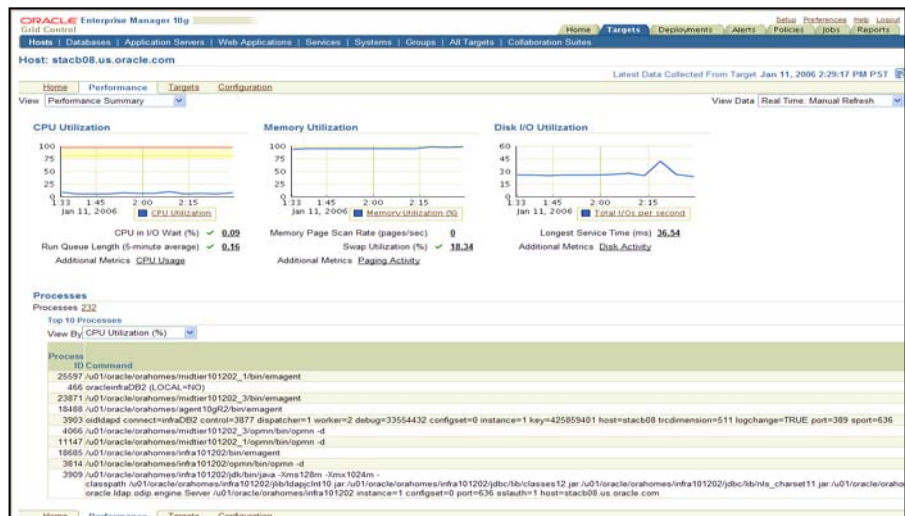 ORACLE Enterprise Manager 10g
Grid Control
Setup Preferences Help Logout
Home Targets Deployments Alerts Policies Jobs Reports
Hosts | Databases | Application Servers | Web Applications | Services | Systems | Groups | All Targets | Collaboration Suites
Host: stacb08.us.oracle.com
Latest Data Collected From Target Jan 11, 2006 2:29:17 PM PST
Home Performance Targets Configuration
View Performance Summary
View Data Real Time: Manual Refresh
CPU Utilization
100
75
50
25
0
1:33 1:45 2:00 2:15
Jan 11, 2006 CPU Utilization
CPU in I/O Wait (%) 0.09
Run Queue Length (5-minute average) 0.16
Additional Metrics CPU Usage
Memory Utilization
100
75
50
25
0
1:33 1:45 2:00 2:15
Jan 11, 2006 Memory Utilization (%)
Memory Page Scan Rate (pages/sec) 0
Swap Utilization (%) 18.34
Additional Metrics Paging Activity
Disk I/O Utilization
60
45
30
15
0
1:33 1:45 2:00 2:15
Jan 11, 2006 Total I/Os per second
Longest Service Time (ms) 36.54
Additional Metrics Disk Activity
Processes
Processes 232
Top 10 Processes
View By CPU Utilization (%)
Process
ID Command
25597 /u01/oracle/orahomes/midtier101202_1/bin/emagent
466 oracleinfraDB2 (LOCAL=NO)
23871 /u01/oracle/orahomes/midtier101202_3/bin/emagent
18488 /u01/oracle/orahomes/agent10gR2/bin/emagent
3903 oidldapd connect=infraDB2 control=3877 dispatcher=1 worker=2 debug=33554432 configset=0 instance=1 key=425859401 host=stacb08 trcdimension=511 logchange=TRUE port=389 sport=636
4066 /u01/oracle/orahomes/midtier101202_3/opmn/bin/opmn -d
11147 /u01/oracle/orahomes/midtier101202_1/opmn/bin/opmn -d
18685 /u01/oracle/orahomes/infra101202/bin/emagent
3814 /u01/oracle/orahomes/infra101202/opmn/bin/opmn -d
3909 /u01/oracle/orahomes/infra101202/jdk/bin/java -Xms128m -Xmx1024m -
classpath /u01/oracle/orahomes/infra101202/jlib/ldapjclnt10.jar:/u01/oracle/orahomes/infra101202/jdbc/lib/classes12.jar:/u01/oracle/orahomes/infra101202/jdbc/lib/nls_charset11.jar:/u01/oracle/oraho
oracle.ldap.odip.engine.Server /u01/oracle/orahomes/infra101202 instance=1 configset=0 port=636 sslauth=1 host=stacb08.us.oracle.com
Home Performance Targets Configuration